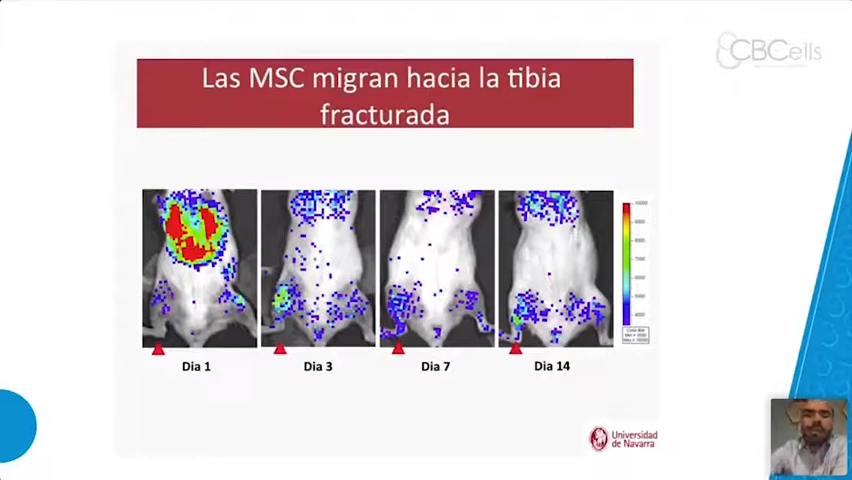 CBCells
Las MSC migran hacia la tibia
fracturada
Dia 1
Dia 3
Dia 7
Dia 14
Universidad
de Navarra